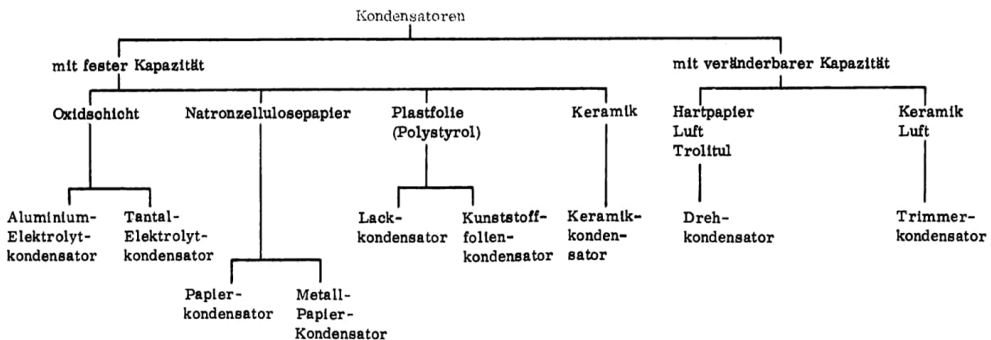 Kondensatoren
mit fester Kapazität
mit veränderbarer Kapazität
Oxidschicht
Natronzellulosepapier
Plastfolie
(Polystyrol)
Keramik
Hartpapier
Luft
Trolitul
Keramik
Luft
Aluminium-
Elektrolyt-
kondensator
Tantal-
Elektrolyt-
kondensator
Lack-
kondensator
Kunststoff-
folien-
kondensator
Keramik-
konden-
sator
Dreh-
kondensator
Trimmer-
kondensator
Papier-
kondensator
Metall-
Papier-
Kondensator